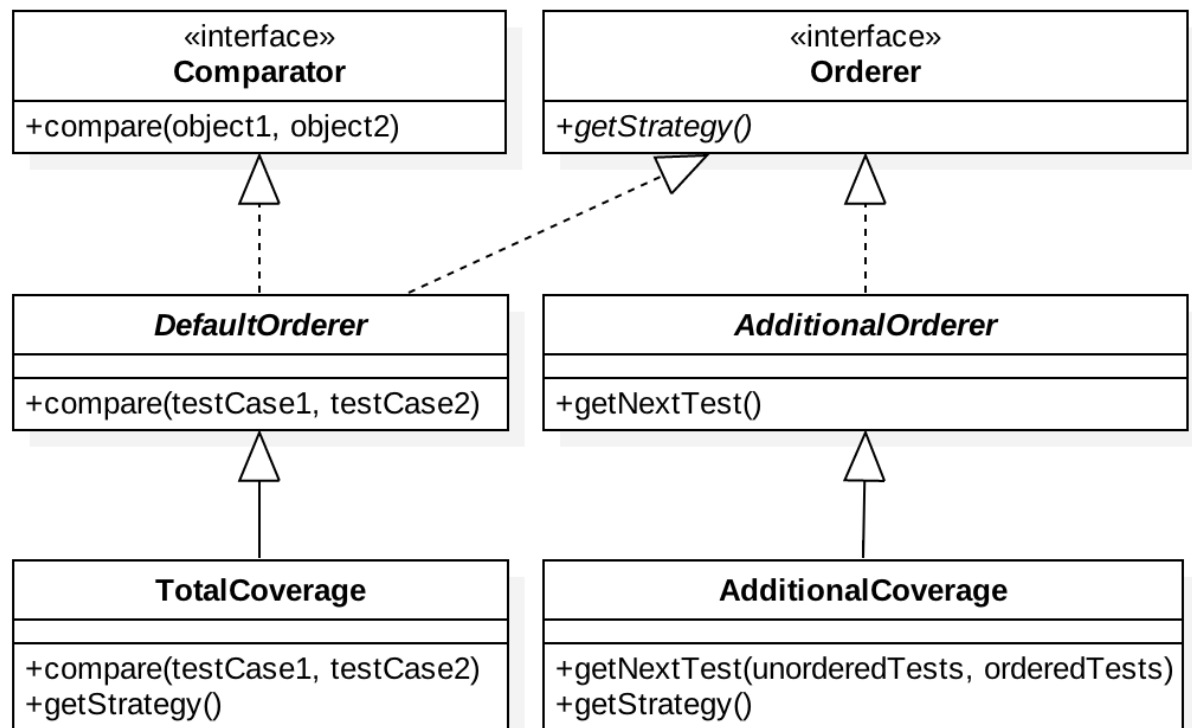 «interface»
Comparator
+compare(object1, object2)
«interface»
Orderer
+getStrategy()
DefaultOrderer
+compare(testCase1, testCase2)
AdditionalOrderer
+getNextTest()
TotalCoverage
+compare(testCase1, testCase2)
+getStrategy()
AdditionalCoverage
+getNextTest(unorderedTests, orderedTests)
+getStrategy()